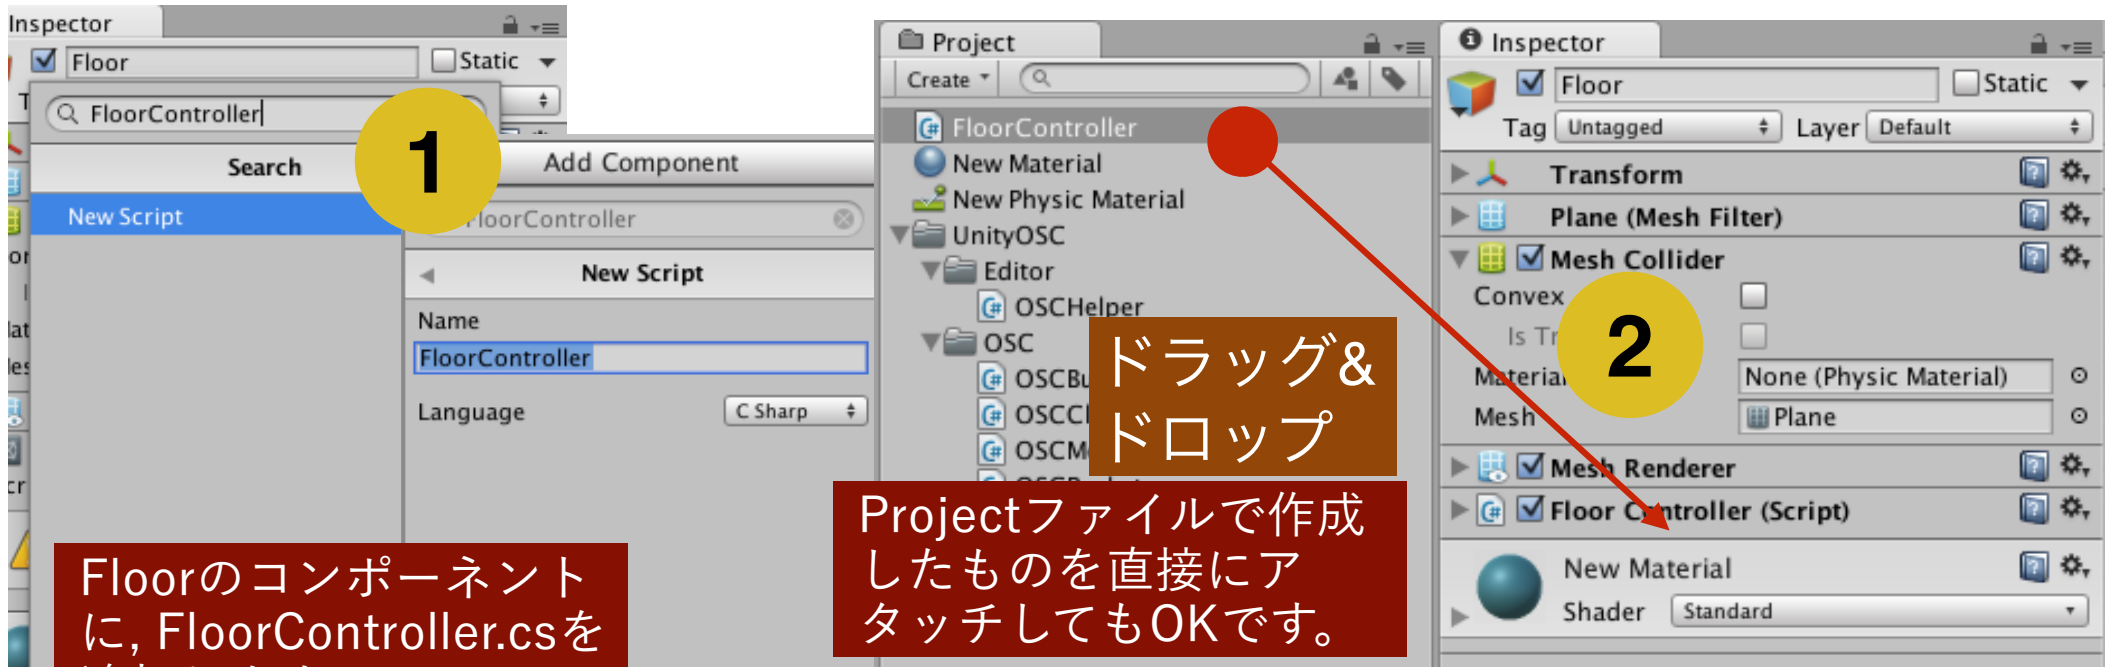 Inspector
Floor
Static
FloorController
Search
New Script
1
Add Component
FloorController
New Script
Name
FloorController
Language
C Sharp
Floorのコンポーネント
に, FloorController.csを
Project
Create
FloorController
New Material
New Physic Material
UnityOSC
Editor
OSCHelper
OSC
ドラッグ&
ドロップ
Projectファイルで作成
したものを直接にア
タッチしてもOKです。
Inspector
Floor
Static
Tag Untagged Layer Default
Transform
Plane (Mesh Filter)
Mesh Collider
Convex
2
None (Physic Material)
Mesh Plane
Mesh Renderer
Floor Controller (Script)
New Material
Shader Standard